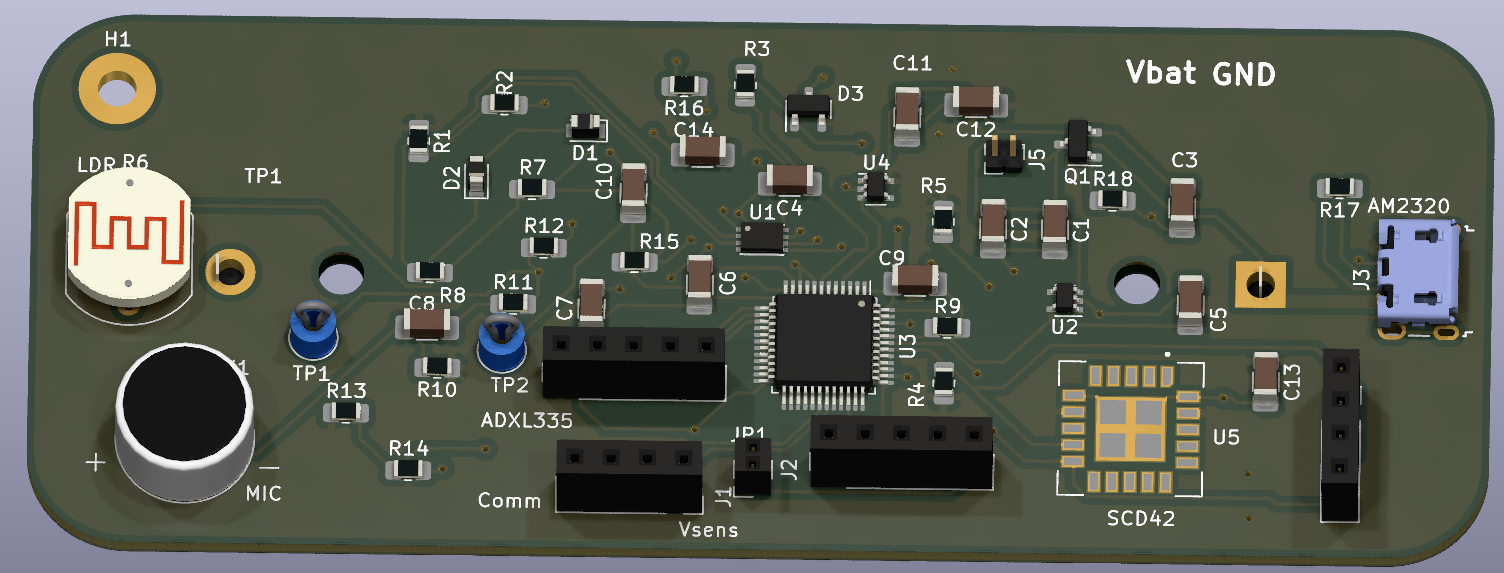 H1
R3
Vbat GND
C11
R2
D3
R16
C12
C14
R1
D1
J5
LDR R6
TP1
D2
R7
C10
U4
Q1
R18
C3
R5
C4
U1
C2
C1
R17
AM2320
R12
R15
C6
C9
J3
R8
R11
C7
C8
R9
U3
U2
C5
TP1
R10
TP2
R13
ADXL335
R4
C13
JP1
U5
R14
+
−
MIC
Comm
J1
J2
Vsens
SCD42